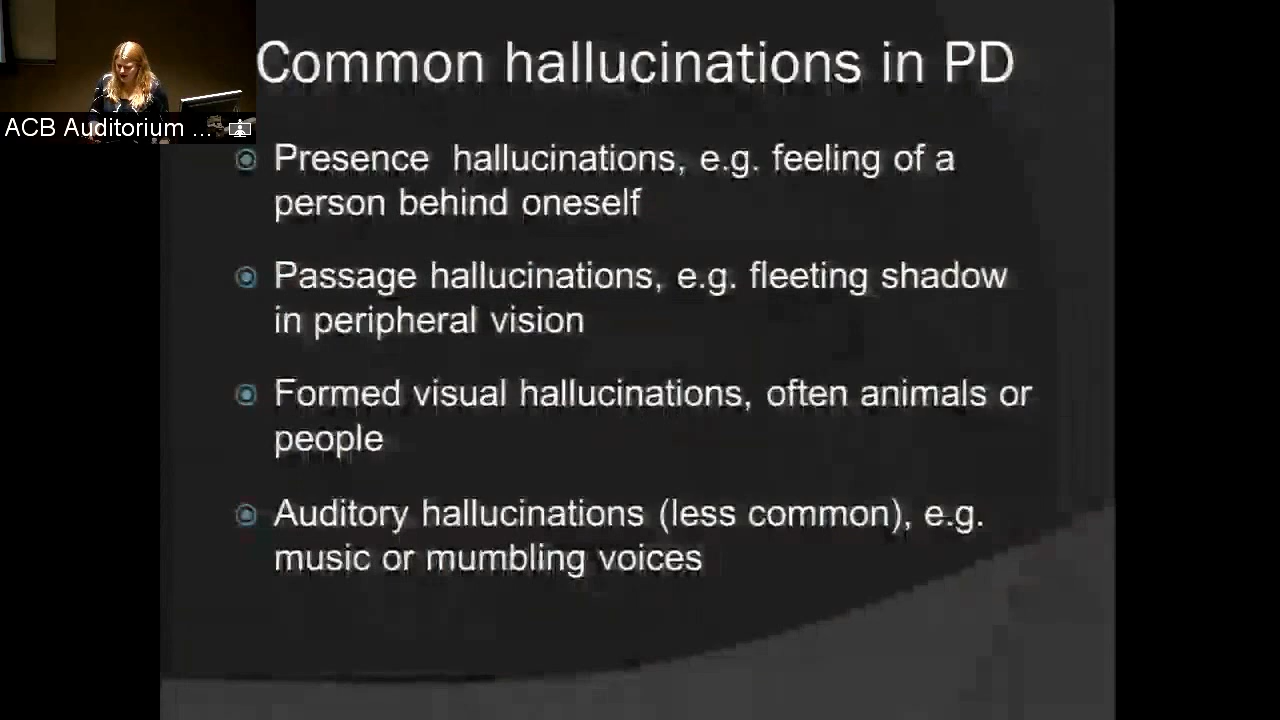 Common hallucinations in PD
ACB Auditorium ...
Presence hallucinations, e.g. feeling of a
person behind oneself
Passage hallucinations, e.g. fleeting shadow
in peripheral vision
Formed visual hallucinations, often animals or
people
Auditory hallucinations (less common), e.g.
music or mumbling voices